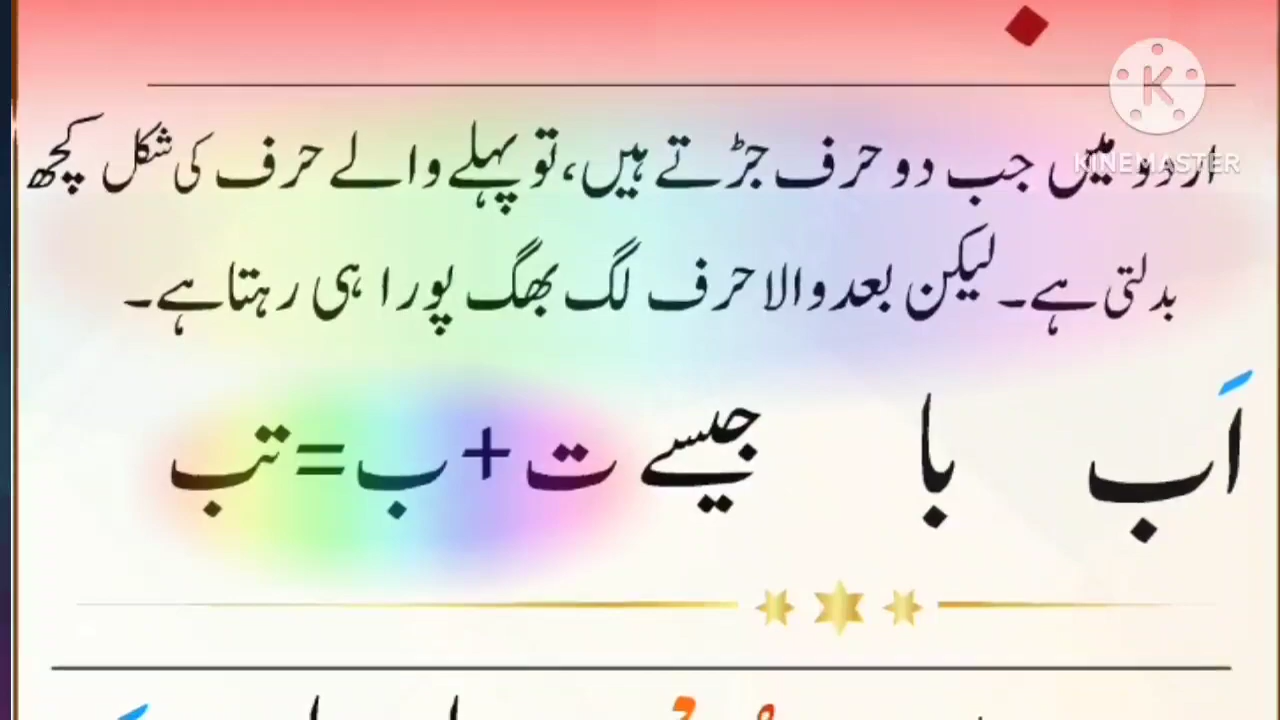 KINEMASTER
اردو میں جب دو حرف جڑتے ہیں، تو پہلے والے حرف کی شکل کچھ
بدلتی ہے۔ لیکن بعد والا حرف لگ بھگ پورا ہی رہتا ہے۔
اَب با جیسے ت + ب = تب